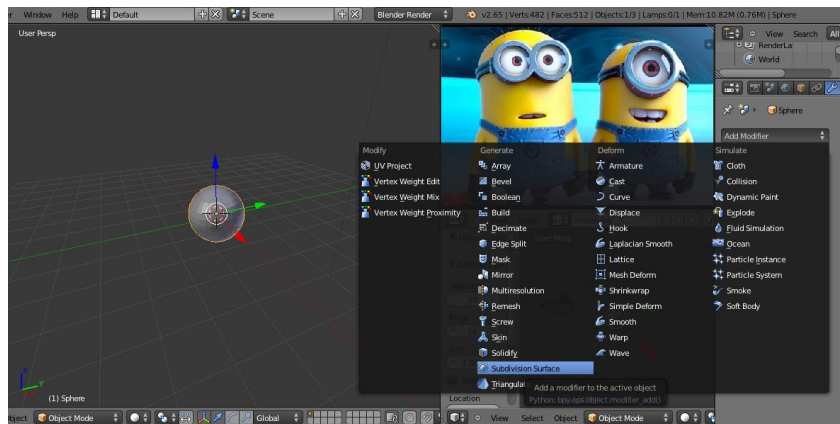 Window Help Default Scene Blender Render v2.65 | Verts:482 | Faces:512 | Objects:1/3 | Lamps:0/1 | Mem:10.82M (0.76M) | Sphere
User Persp
View Search All
RenderLa
World
Sphere
Add Modifier
Modify
UV Project
Vertex Weight Edit
Vertex Weight Mix
Vertex Weight Proximity
Generate
Array
Bevel
Boolean
Build
Decimate
Edge Split
Mask
Mirror
Multiresolution
Remesh
Screw
Skin
Solidify
Subdivision Surface
Triangulat
Deform
Armature
Cast
Curve
Displace
Hook
Laplacian Smooth
Lattice
Mesh Deform
Shrinkwrap
Simple Deform
Smooth
Warp
Wave
Simulate
Cloth
Collision
Dynamic Paint
Explode
Fluid Simulation
Ocean
Particle Instance
Particle System
Smoke
Soft Body
Add a modifier to the active object
Python: bpy.ops.object.modifier_add()
Location
(1) Sphere
bject Object Mode Global
View Select Object Object Mode